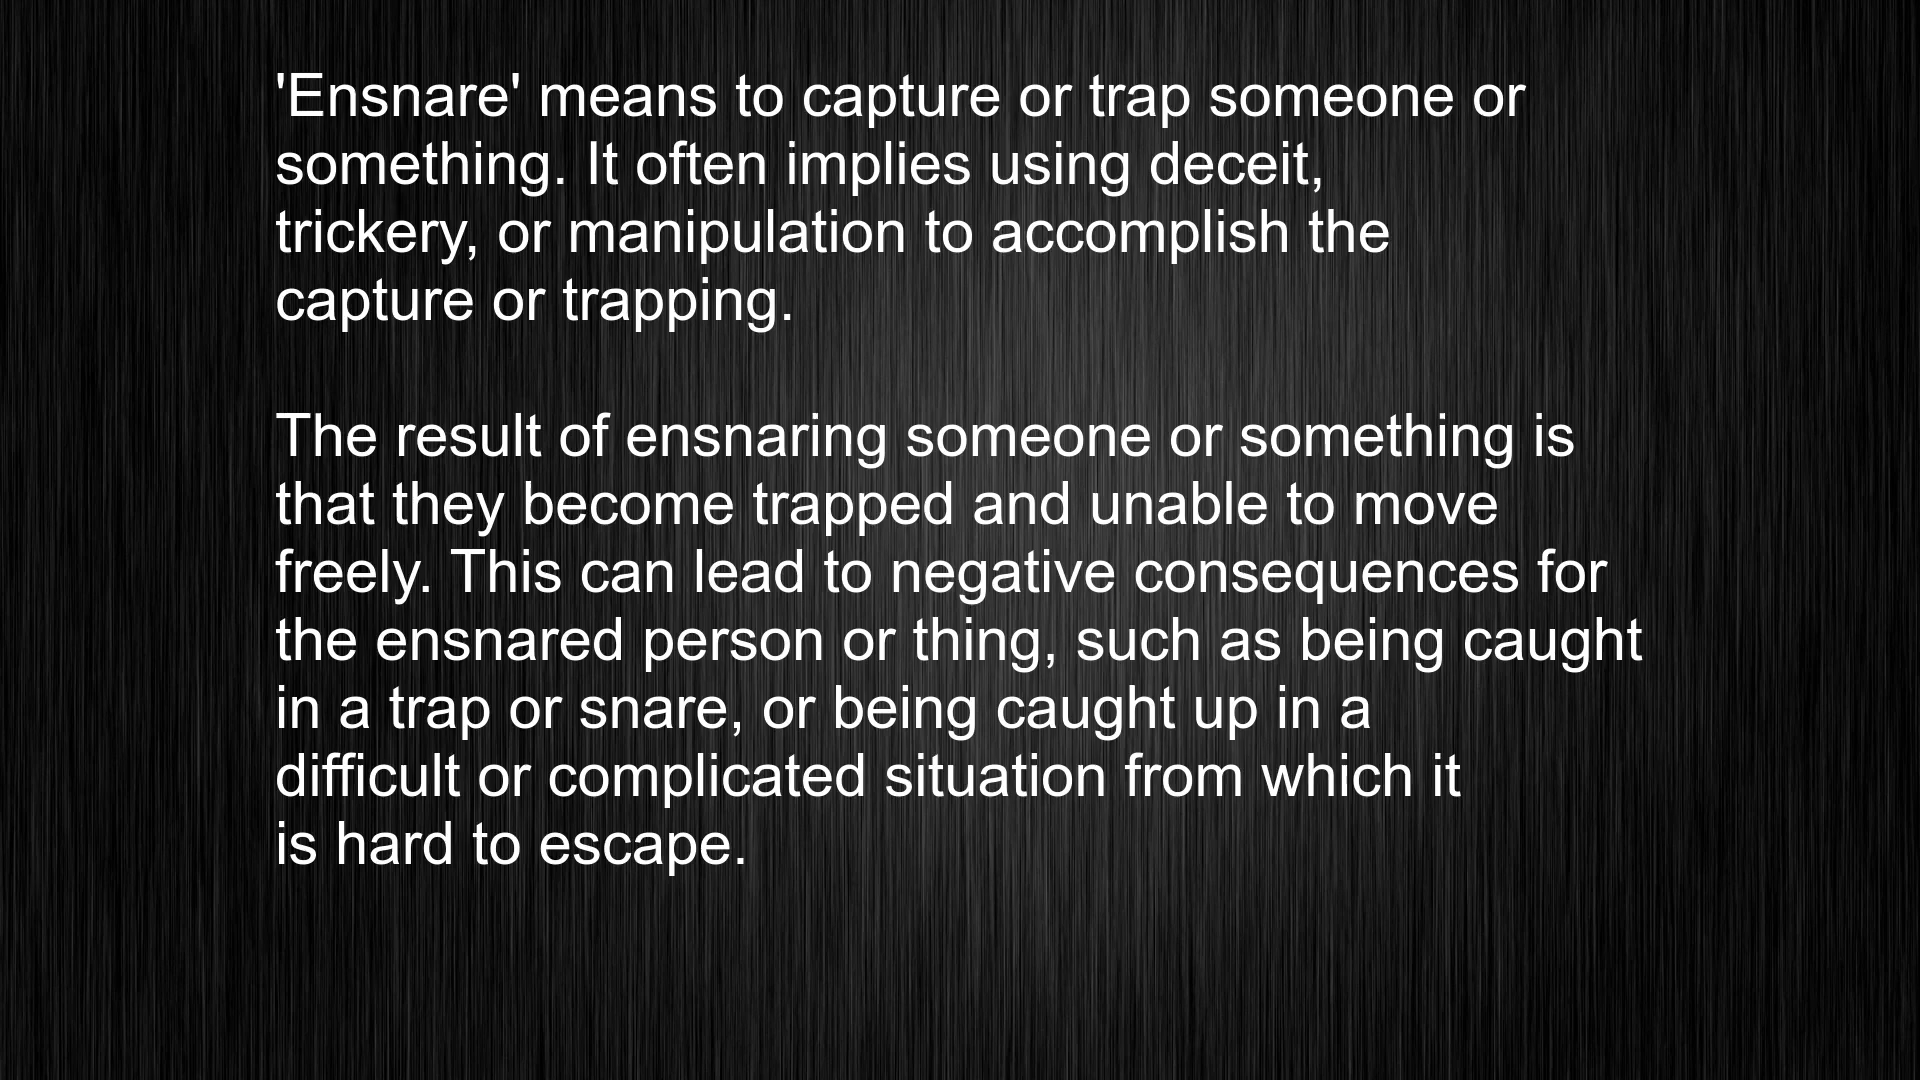 'Ensnare' means to capture or trap someone or
something. It often implies using deceit,
trickery, or manipulation to accomplish the
capture or trapping.
The result of ensnaring someone or something is
that they become trapped and unable to move
freely. This can lead to negative consequences for
the ensnared person or thing, such as being caught
in a trap or snare, or being caught up in a
difficult or complicated situation from which it
is hard to escape.